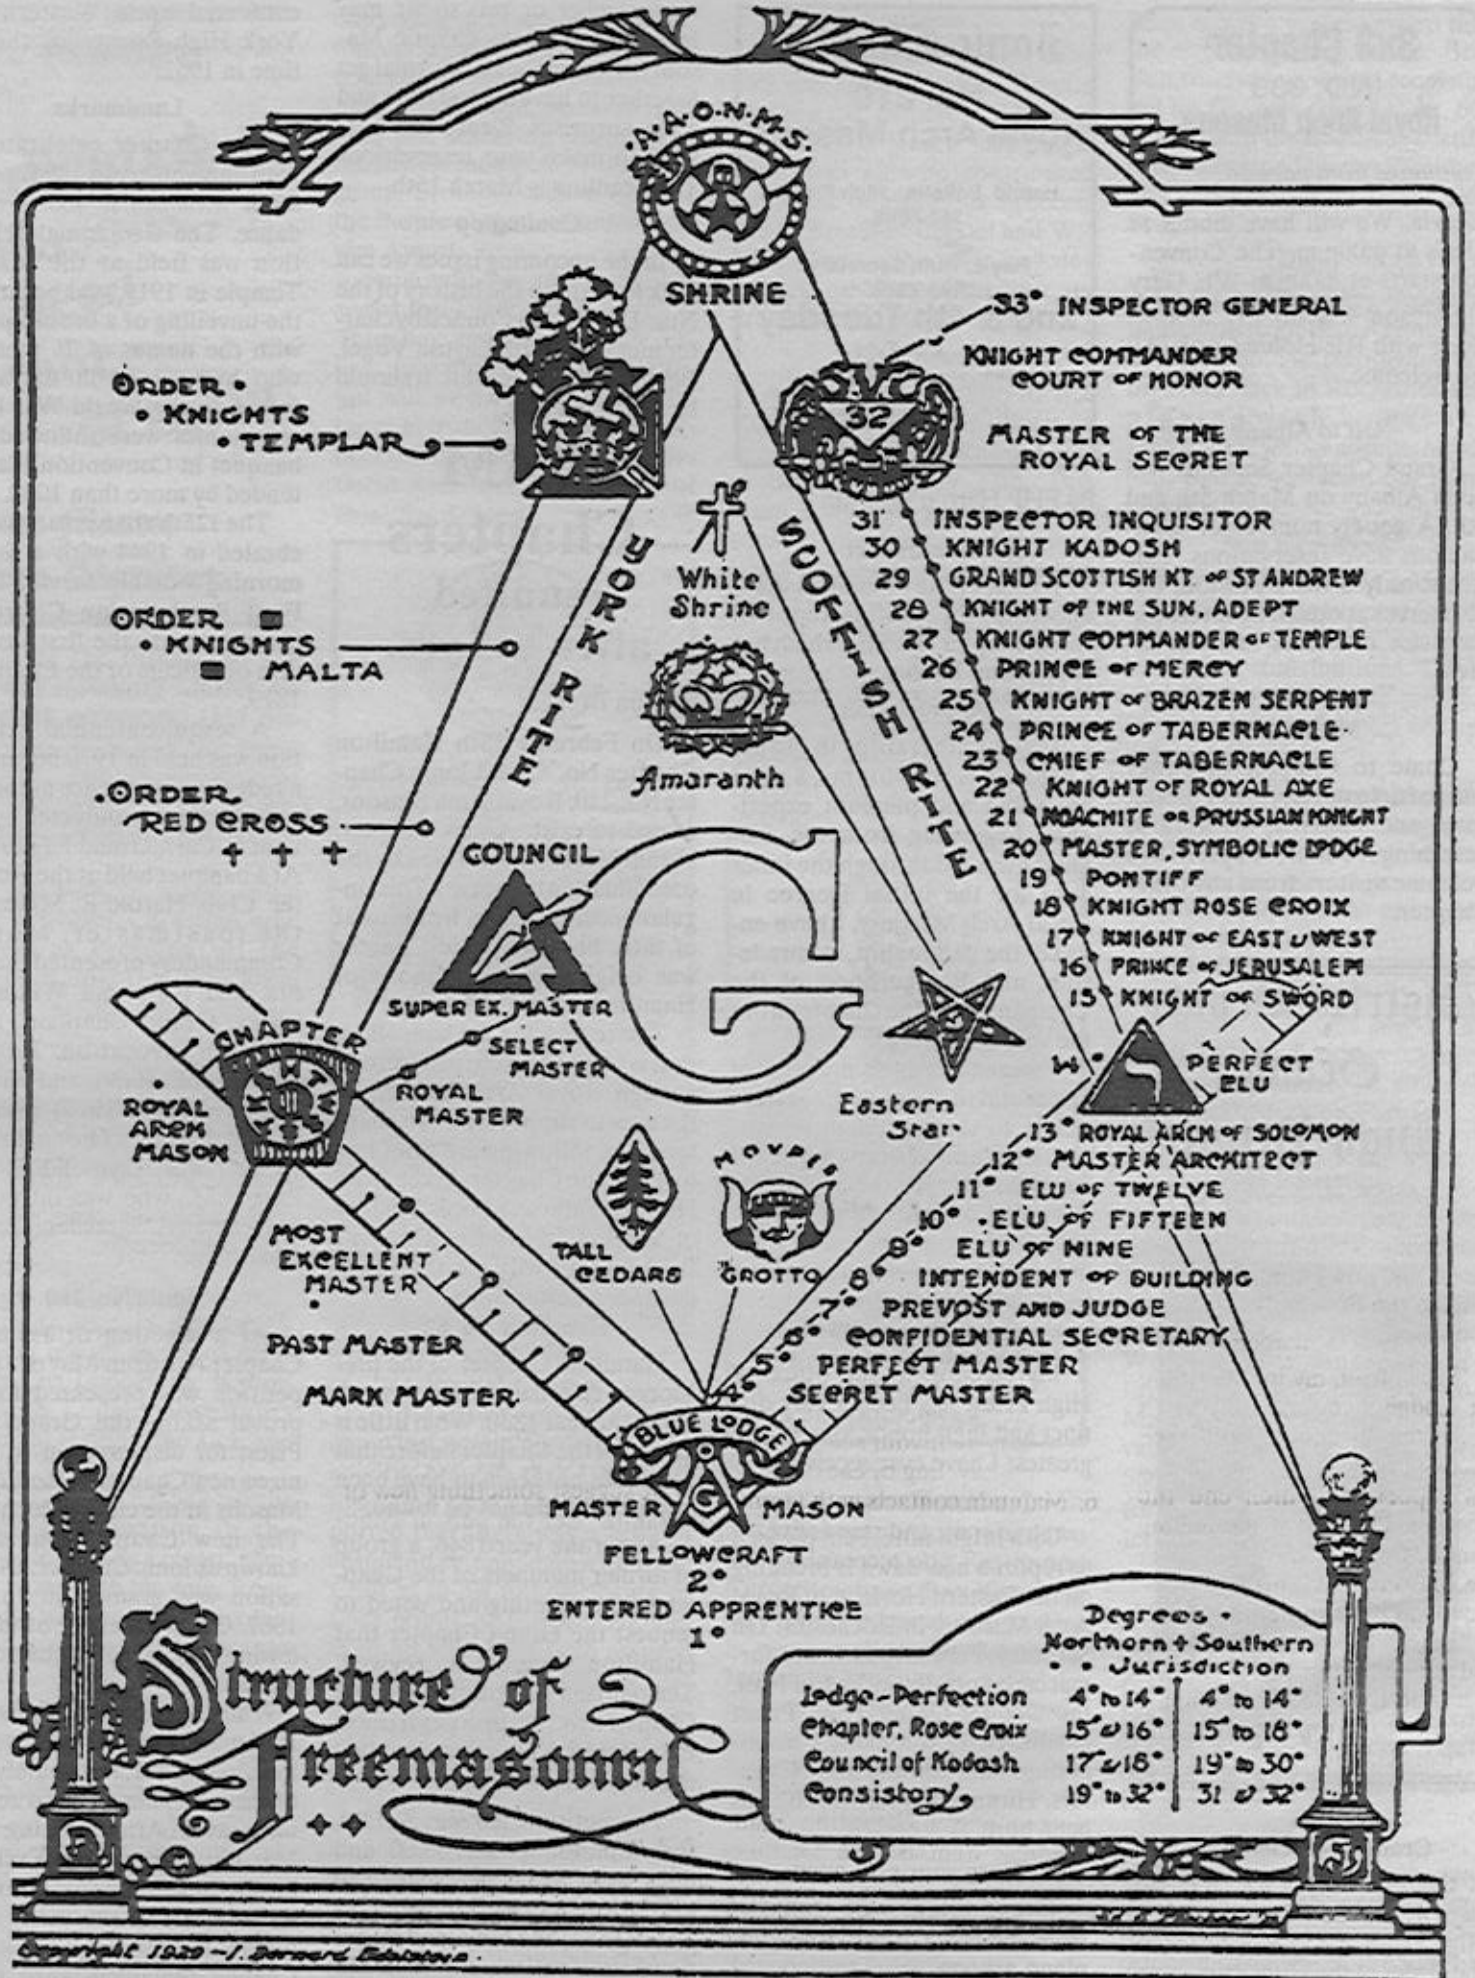 • A • A • O • N • M • S •
SHRINE
33° INSPECTOR GENERAL
KNIGHT COMMANDER
COURT OF HONOR
32
MASTER OF THE
ROYAL SECRET
ORDER •
• KNIGHTS
• TEMPLAR
ORDER
• KNIGHTS
MALTA
• ORDER
RED CROSS •
YORK RITE
SCOTTISH RITE
White
Shrine
Amaranth
31° INSPECTOR INQUISITOR
30 KNIGHT KADOSH
29 GRAND SCOTTISH KT. OF ST ANDREW
28 KNIGHT OF THE SUN, ADEPT
27 KNIGHT COMMANDER OF TEMPLE
26 PRINCE OF MERCY
25 KNIGHT OF BRAZEN SERPENT
24 PRINCE OF TABERNACLE
23 CHIEF OF TABERNACLE
22 KNIGHT OF ROYAL AXE
21 NOACHITE OR PRUSSIAN KNIGHT
20° MASTER, SYMBOLIC LODGE
19 PONTIFF
18° KNIGHT ROSE CROIX
17° KNIGHT OF EAST & WEST
16 PRINCE OF JERUSALEM
15° KNIGHT OF SWORD
14° PERFECT
ELU
13° ROYAL ARCH OF SOLOMON
12° MASTER ARCHITECT
11° ELU OF TWELVE
10° ELU OF FIFTEEN
9° ELU OF NINE
8° INTENDENT OF BUILDING
7° PREVOST AND JUDGE
6° CONFIDENTIAL SECRETARY
5° PERFECT MASTER
4° SECRET MASTER
COUNCIL
SUPER EX. MASTER
SELECT
MASTER
ROYAL
MASTER
G
Eastern
Star
CHAPTER
H T W S S T K
ROYAL
ARCH
MASON
MOST
EXCELLENT
MASTER
PAST MASTER
MARK MASTER
TALL
CEDARS
MOVPER
GROTTO
BLUE LODGE
G
MASTER MASON
FELLOWCRAFT
2°
ENTERED APPRENTICE
1°
Structure of
Freemasonry
Degrees •
Northern + Southern
• • Jurisdiction
Lodge - Perfection 4° to 14° 4° to 14°
Chapter, Rose Croix 15° & 16° 15° to 18°
Council of Kodosh 17° & 18° 19° to 30°
Consistory 19° to 32° 31 & 32°
Copyright 1929 - I. Bernard Edelstein